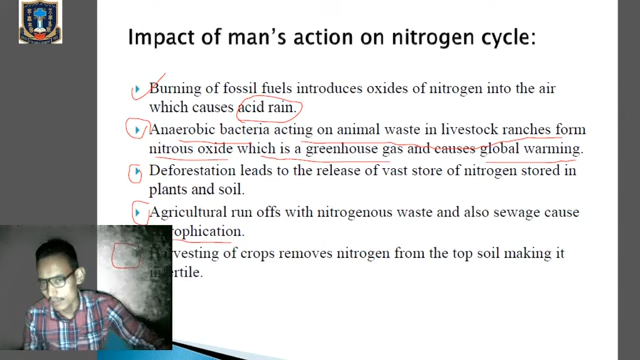 Impact of man's action on nitrogen cycle:
Burning of fossil fuels introduces oxides of nitrogen into the air
which causes acid rain.
Anaerobic bacteria acting on animal waste in livestock ranches form
nitrous oxide which is a greenhouse gas and causes global warming.
Deforestation leads to the release of vast store of nitrogen stored in
plants and soil.
Agricultural run offs with nitrogenous waste and also sewage cause
of crops removes nitrogen from the top soil making it